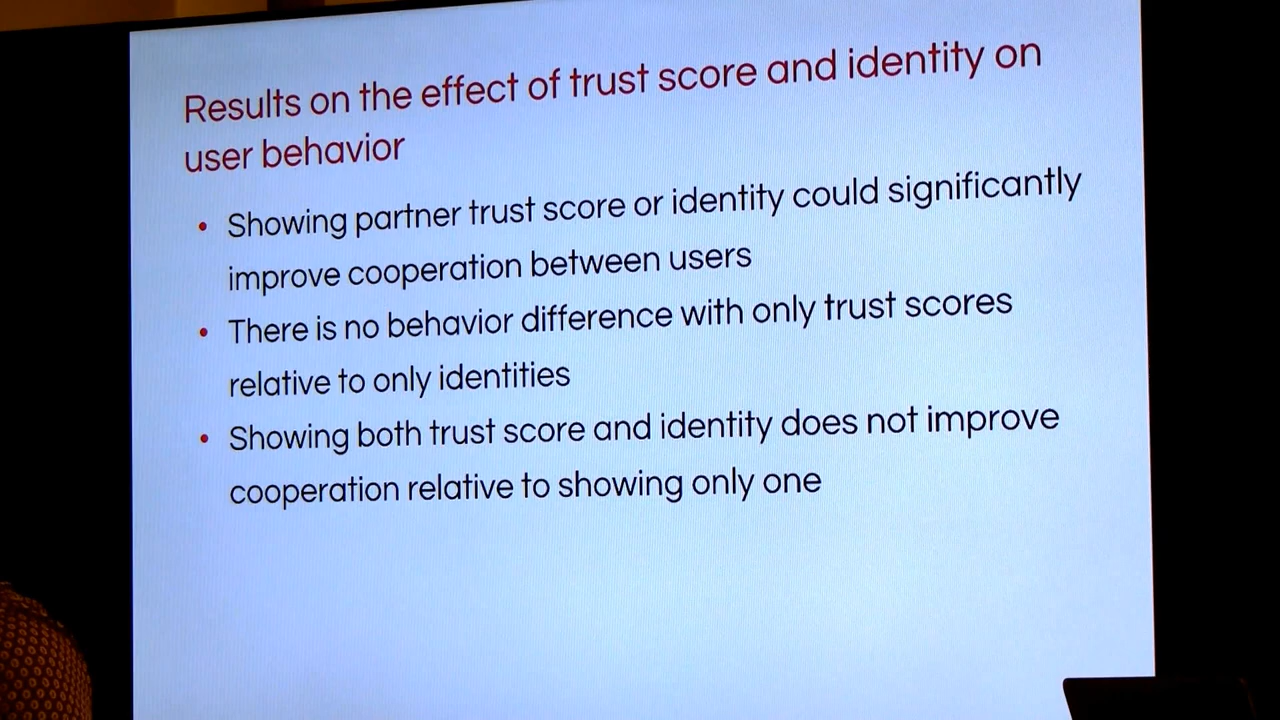 Results on the effect of trust score and identity on
user behavior
• Showing partner trust score or identity could significantly
improve cooperation between users
• There is no behavior difference with only trust scores
relative to only identities
• Showing both trust score and identity does not improve
cooperation relative to showing only one